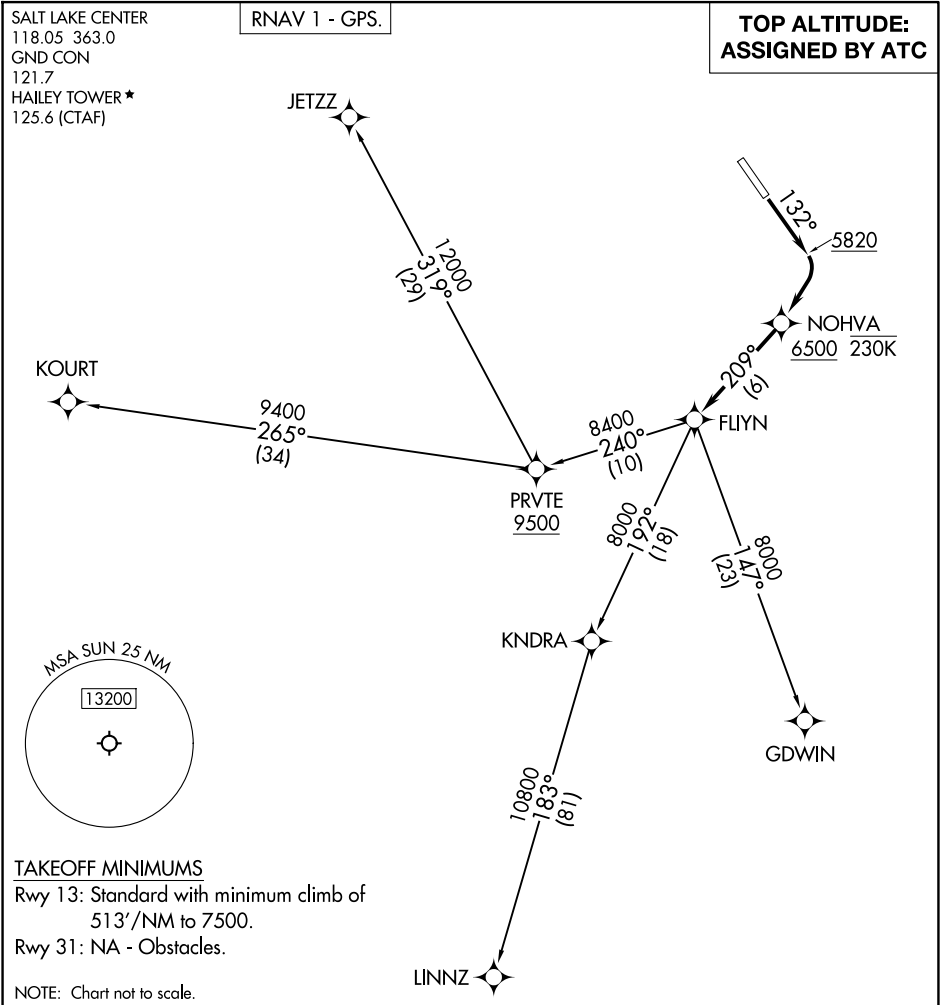 SALT LAKE CENTER
118.05 363.0
GND CON
121.7
HAILEY TOWER★
125.6 (CTAF)
RNAV 1 - GPS.
TOP ALTITUDE:
ASSIGNED BY ATC
JETZZ
132°
5820
12000
319°
(29)
NOHVA
6500 230K
209°
(6)
KOURT
9400
265°
(34)
8400
240°
(10)
FLIYN
PRVTE
9500
8000
192°
(18)
8000
147°
(23)
KNDRA
MSA SUN 25 NM
13200
GDWIN
10800
183°
(81)
TAKEOFF MINIMUMS
Rwy 13: Standard with minimum climb of
513'/NM to 7500.
Rwy 31: NA - Obstacles.
LINNZ
NOTE: Chart not to scale.